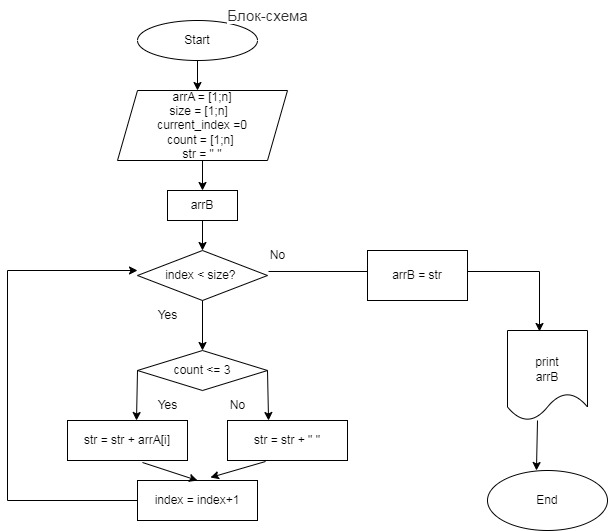 Блок-схема
Start
arrA = [1;n]
size = [1;n]
current_index =0
count = [1;n]
str = " "
arrB
index < size?
No
arrB = str
Yes
print
arrB
count <= 3
Yes
No
str = str + arrA[i]
str = str + " "
index = index+1
End